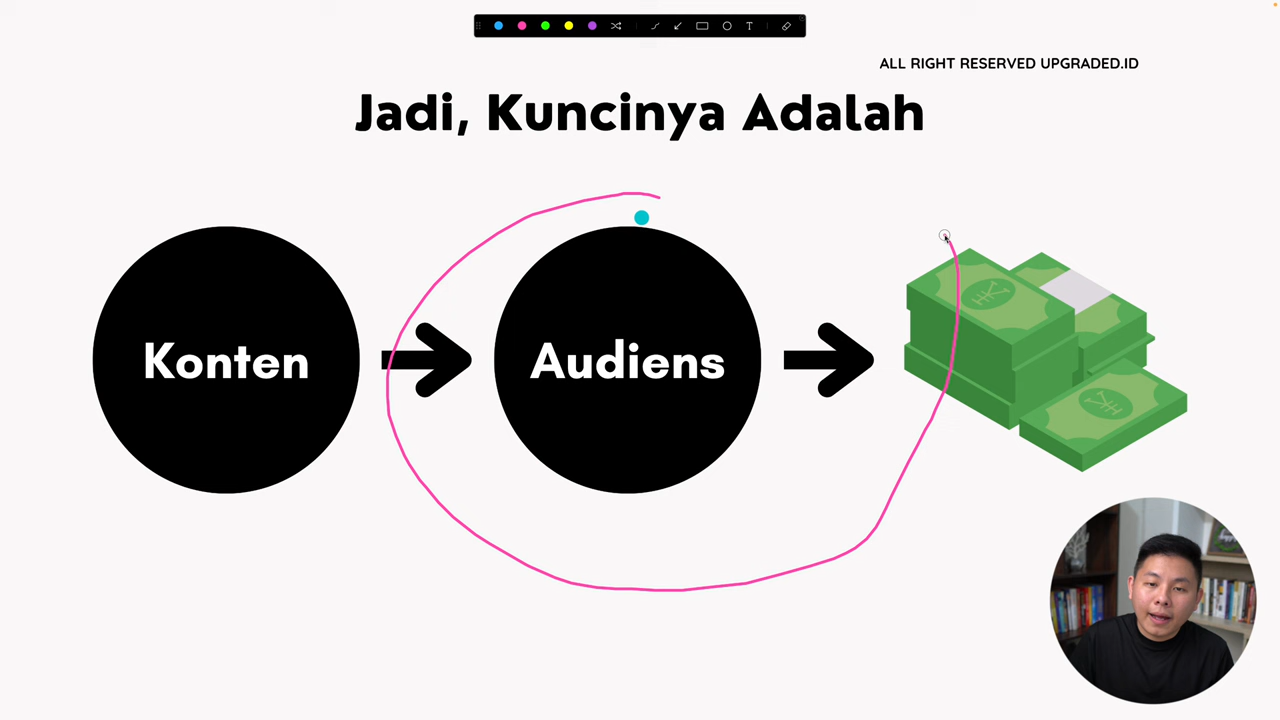 ALL RIGHT RESERVED UPGRADED.ID
Jadi, Kuncinya Adalah
Konten
Audiens